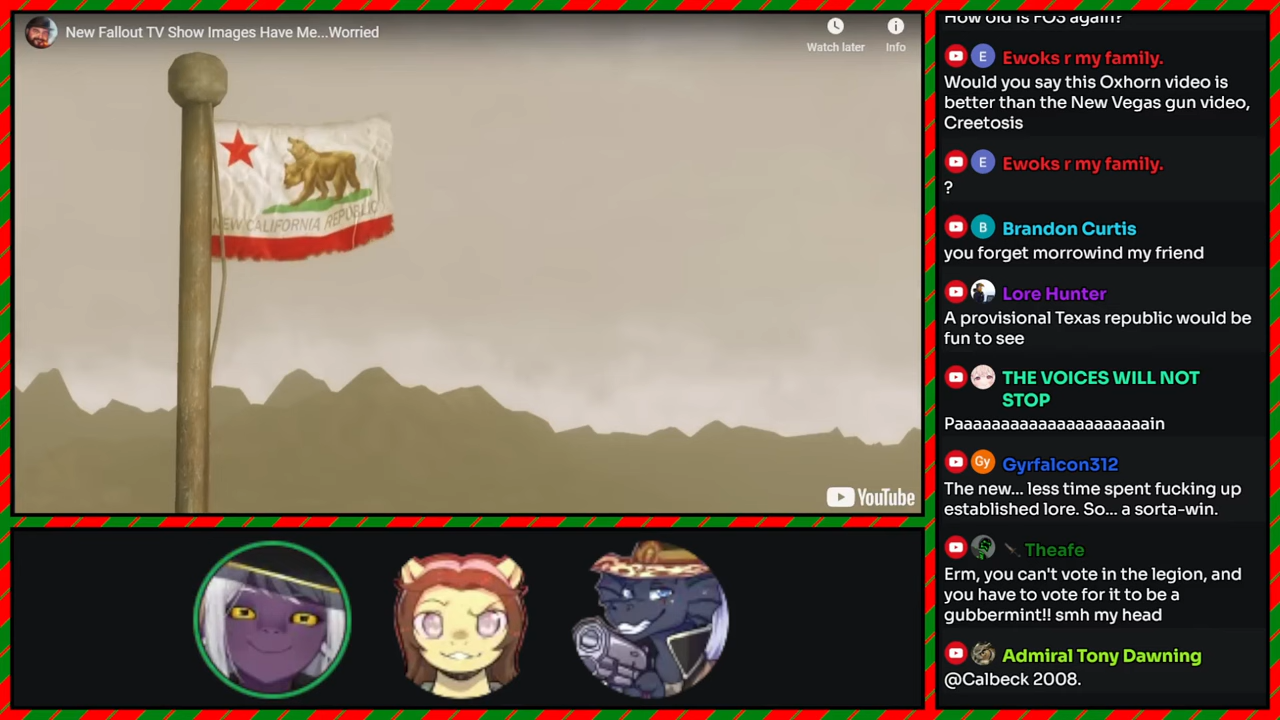 New Fallout TV Show Images Have Me...Worried
Watch later
Info
NEW CALIFORNIA REPUBLIC
YouTube
How old is FO3 again?
E
Ewoks r my family.
Would you say this Oxhorn video is
better than the New Vegas gun video,
Creetosis
E
Ewoks r my family.
?
B
Brandon Curtis
you forget morrowind my friend
Lore Hunter
A provisional Texas republic would be
fun to see
THE VOICES WILL NOT
STOP
Paaaaaaaaaaaaaaaaaaaain
Gy
Gyrfalcon312
The new... less time spent fucking up
established lore. So... a sorta-win.
Theafe
Erm, you can't vote in the legion, and
you have to vote for it to be a
gubbermint!! smh my head
Admiral Tony Dawning
@Calbeck 2008.